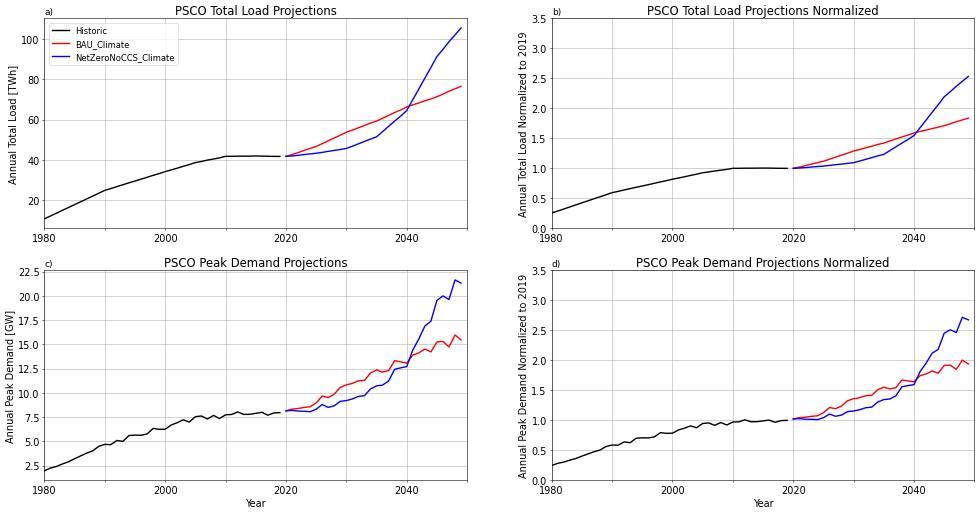 PSCO Total Load Projections
a)
Historic
BAU_Climate
NetZeroNoCCS_Climate
Annual Total Load [TWh]
100
80
60
40
20
1980
2000
2020
2040
PSCO Total Load Projections Normalized
b)
Annual Total Load Normalized to 2019
3.5
3.0
2.5
2.0
1.5
1.0
0.5
0.0
1980
2000
2020
2040
PSCO Peak Demand Projections
c)
Annual Peak Demand [GW]
22.5
20.0
17.5
15.0
12.5
10.0
7.5
5.0
2.5
1980
2000
2020
2040
Year
PSCO Peak Demand Projections Normalized
d)
Annual Peak Demand Normalized to 2019
3.5
3.0
2.5
2.0
1.5
1.0
0.5
0.0
1980
2000
2020
2040
Year